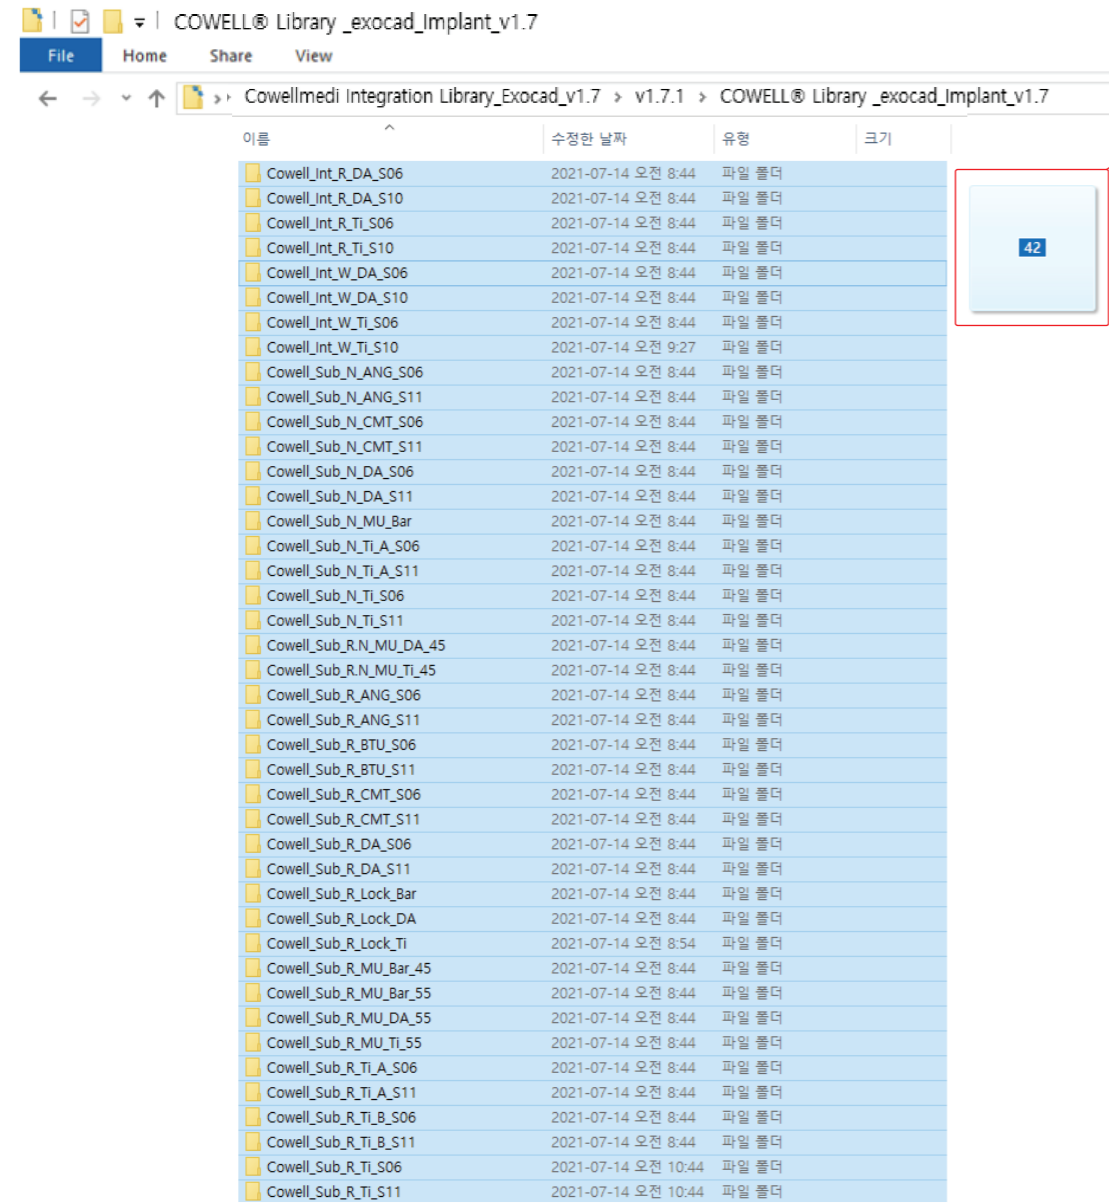 COWELL® Library _exocad_Implant_v1.7
File Home Share View
Cowellmedi Integration Library_Exocad_v1.7 > v1.7.1 > COWELL® Library _exocad_Implant_v1.7
이름 수정한 날짜 유형 크기
Cowell_Int_R_DA_S06 2021-07-14 오전 8:44 파일 폴더
Cowell_Int_R_DA_S10 2021-07-14 오전 8:44 파일 폴더
Cowell_Int_R_Ti_S06 2021-07-14 오전 8:44 파일 폴더
Cowell_Int_R_Ti_S10 2021-07-14 오전 8:44 파일 폴더
42
Cowell_Int_W_DA_S06 2021-07-14 오전 8:44 파일 폴더
Cowell_Int_W_DA_S10 2021-07-14 오전 8:44 파일 폴더
Cowell_Int_W_Ti_S06 2021-07-14 오전 8:44 파일 폴더
Cowell_Int_W_Ti_S10 2021-07-14 오전 9:27 파일 폴더
Cowell_Sub_N_ANG_S06 2021-07-14 오전 8:44 파일 폴더
Cowell_Sub_N_ANG_S11 2021-07-14 오전 8:44 파일 폴더
Cowell_Sub_N_CMT_S06 2021-07-14 오전 8:44 파일 폴더
Cowell_Sub_N_CMT_S11 2021-07-14 오전 8:44 파일 폴더
Cowell_Sub_N_DA_S06 2021-07-14 오전 8:44 파일 폴더
Cowell_Sub_N_DA_S11 2021-07-14 오전 8:44 파일 폴더
Cowell_Sub_N_MU_Bar 2021-07-14 오전 8:44 파일 폴더
Cowell_Sub_N_Ti_A_S06 2021-07-14 오전 8:44 파일 폴더
Cowell_Sub_N_Ti_A_S11 2021-07-14 오전 8:44 파일 폴더
Cowell_Sub_N_Ti_S06 2021-07-14 오전 8:44 파일 폴더
Cowell_Sub_N_Ti_S11 2021-07-14 오전 8:44 파일 폴더
Cowell_Sub_R.N_MU_DA_45 2021-07-14 오전 8:44 파일 폴더
Cowell_Sub_R.N_MU_Ti_45 2021-07-14 오전 8:44 파일 폴더
Cowell_Sub_R_ANG_S06 2021-07-14 오전 8:44 파일 폴더
Cowell_Sub_R_ANG_S11 2021-07-14 오전 8:44 파일 폴더
Cowell_Sub_R_BTU_S06 2021-07-14 오전 8:44 파일 폴더
Cowell_Sub_R_BTU_S11 2021-07-14 오전 8:44 파일 폴더
Cowell_Sub_R_CMT_S06 2021-07-14 오전 8:44 파일 폴더
Cowell_Sub_R_CMT_S11 2021-07-14 오전 8:44 파일 폴더
Cowell_Sub_R_DA_S06 2021-07-14 오전 8:44 파일 폴더
Cowell_Sub_R_DA_S11 2021-07-14 오전 8:44 파일 폴더
Cowell_Sub_R_Lock_Bar 2021-07-14 오전 8:44 파일 폴더
Cowell_Sub_R_Lock_DA 2021-07-14 오전 8:44 파일 폴더
Cowell_Sub_R_Lock_Ti 2021-07-14 오전 8:54 파일 폴더
Cowell_Sub_R_MU_Bar_45 2021-07-14 오전 8:44 파일 폴더
Cowell_Sub_R_MU_Bar_55 2021-07-14 오전 8:44 파일 폴더
Cowell_Sub_R_MU_DA_55 2021-07-14 오전 8:44 파일 폴더
Cowell_Sub_R_MU_Ti_55 2021-07-14 오전 8:44 파일 폴더
Cowell_Sub_R_Ti_A_S06 2021-07-14 오전 8:44 파일 폴더
Cowell_Sub_R_Ti_A_S11 2021-07-14 오전 8:44 파일 폴더
Cowell_Sub_R_Ti_B_S06 2021-07-14 오전 8:44 파일 폴더
Cowell_Sub_R_Ti_B_S11 2021-07-14 오전 8:44 파일 폴더
Cowell_Sub_R_Ti_S06 2021-07-14 오전 10:44 파일 폴더
Cowell_Sub_R_Ti_S11 2021-07-14 오전 10:44 파일 폴더